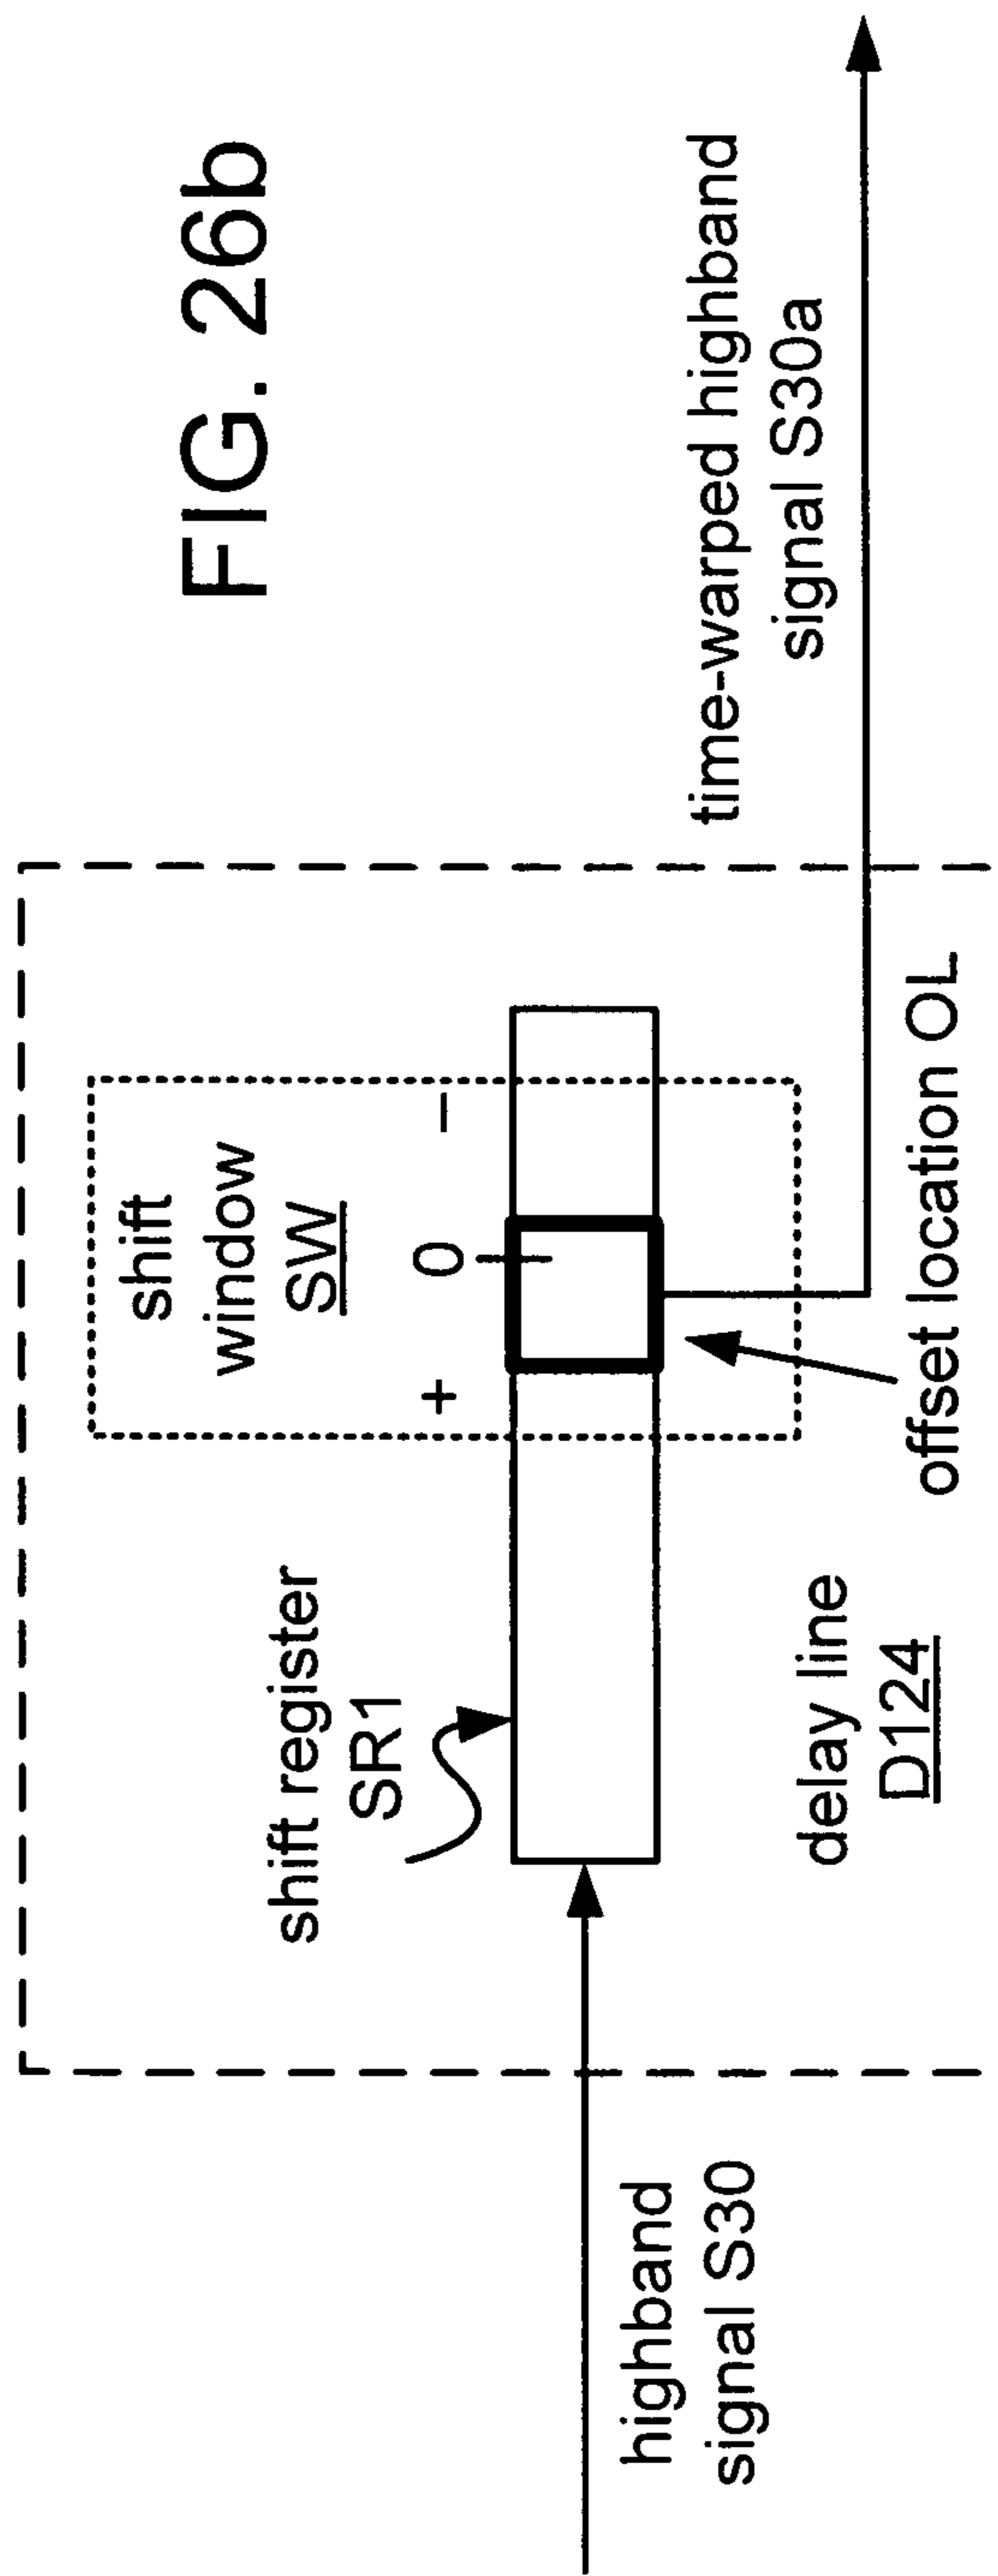 FIG. 26b
shift
window
SW
+
0
–
shift register
SR1
time-warped highband
signal S30a
highband
signal S30
delay line
D124
offset location OL